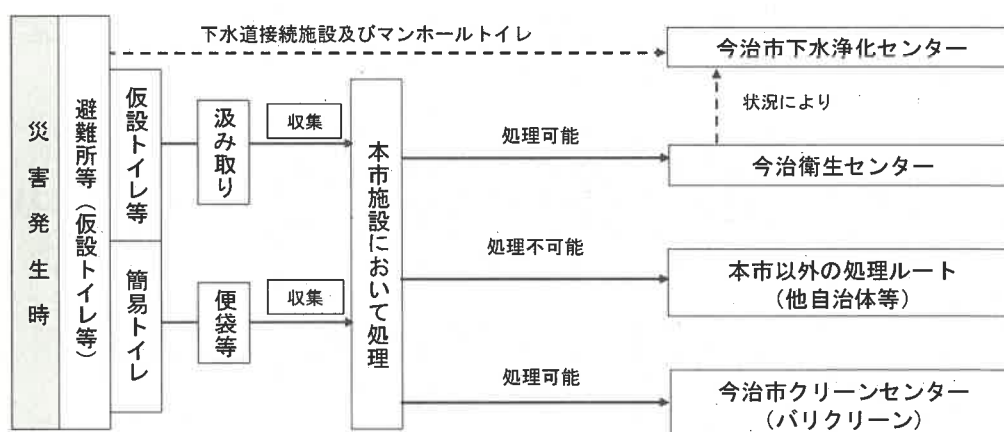 下水道接続施設及びマンホールトイレ
今治市下水浄化センター
災害発生時
避難所等（仮設トイレ等）
仮設トイレ等
汲み取り
収集
本市施設において処理
処理可能
状況により
今治衛生センター
処理不可能
本市以外の処理ルート
（他自治体等）
簡易トイレ
便袋等
収集
処理可能
今治市クリーンセンター
（バリクリーン）